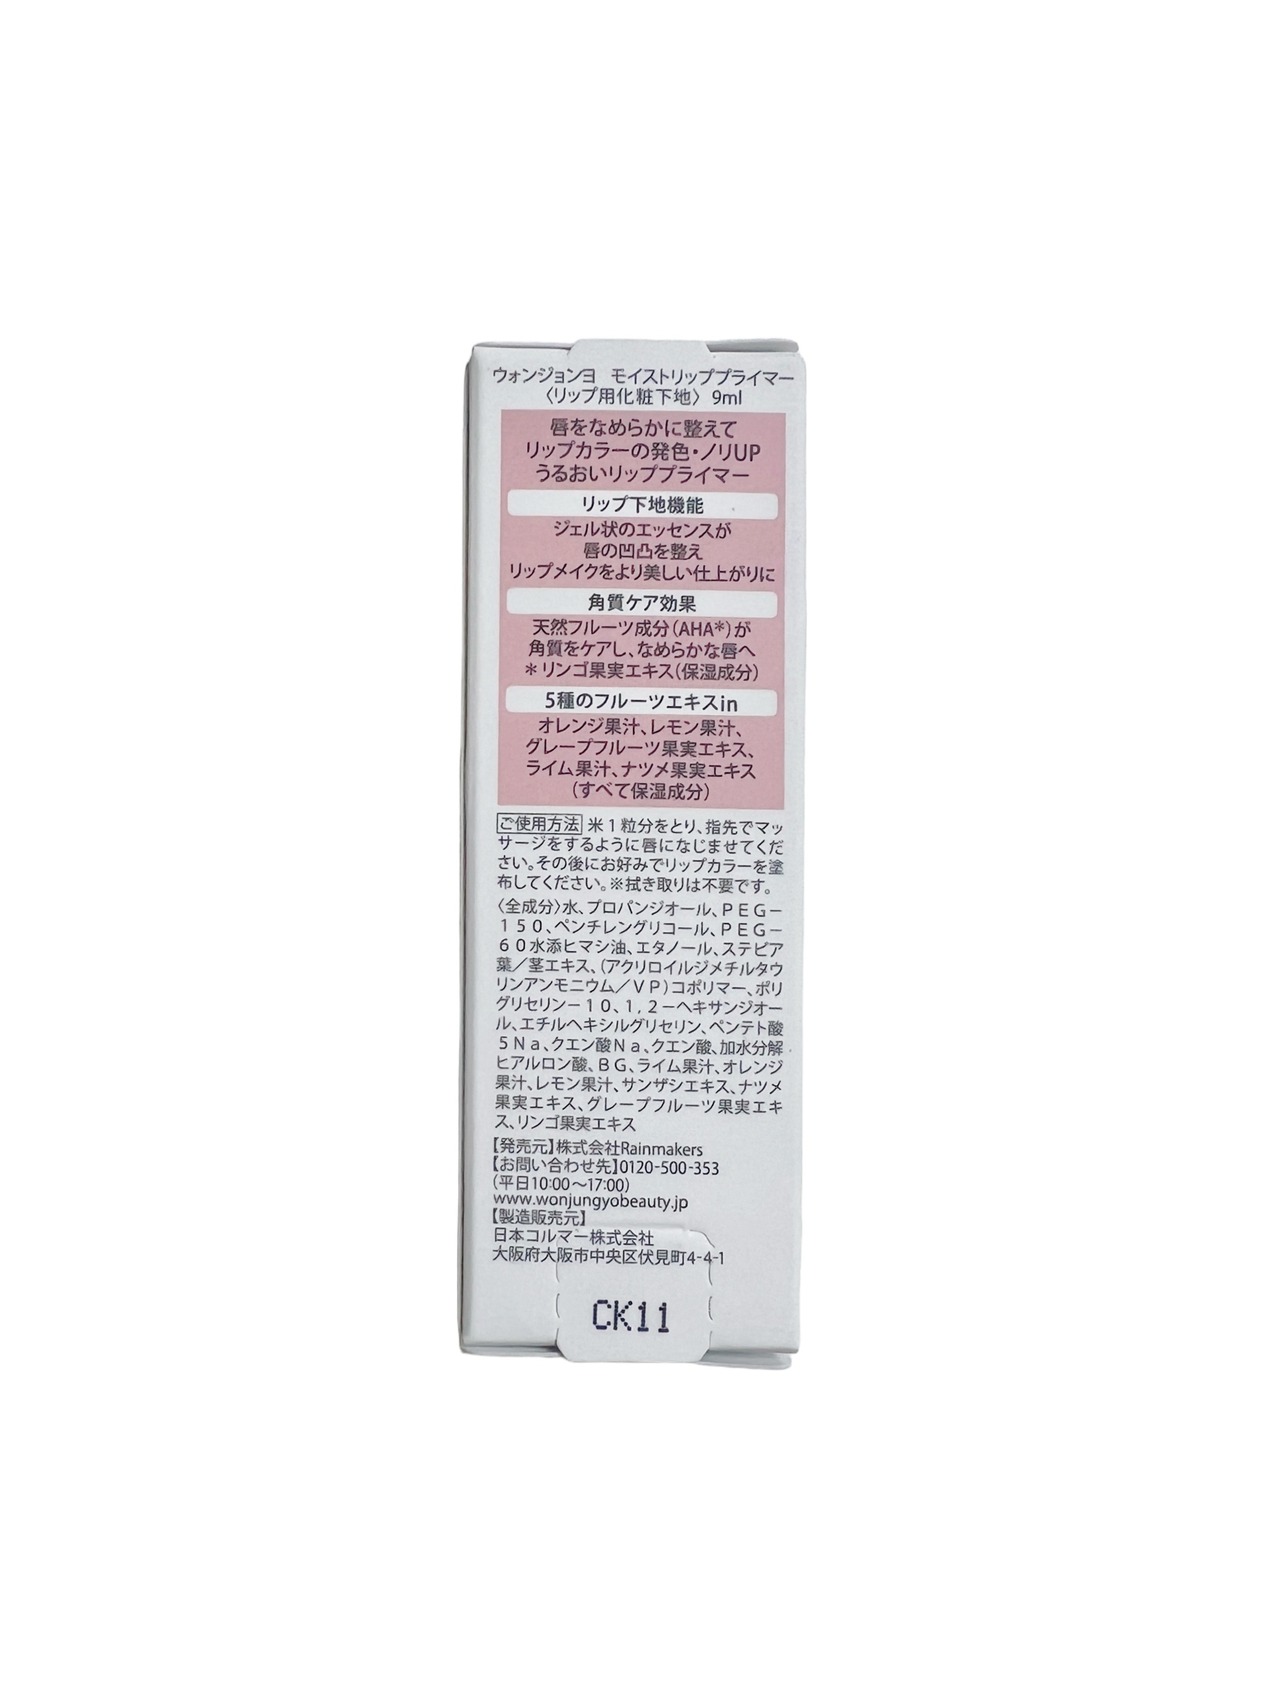 ウォンジョンヨ　モイストリッププライマー
〈リップ用化粧下地〉 9ml
唇をなめらかに整えて
リップカラーの発色・ノリUP
うるおいリッププライマー
リップ下地機能
ジェル状のエッセンスが
唇の凹凸を整え
リップメイクをより美しい仕上がりに
角質ケア効果
天然フルーツ成分（AHA*）が
角質をケアし、なめらかな唇へ
*リンゴ果実エキス（保湿成分）
5種のフルーツエキスin
オレンジ果汁、レモン果汁、
グレープフルーツ果実エキス、
ライム果汁、ナツメ果実エキス
（すべて保湿成分）
ご使用方法 米１粒分をとり、指先でマッ
サージをするように唇になじませてくだ
さい。その後にお好みでリップカラーを塗
布してください。※拭き取りは不要です。
〈全成分〉水、プロパンジオール、ＰＥＧ－
１５０、ペンチレングリコール、ＰＥＧ－
６０水添ヒマシ油、エタノール、ステビア
葉／茎エキス、（アクリロイルジメチルタウ
リンアンモニウム／ＶＰ）コポリマー、ポリ
グリセリン－１０、１，２－ヘキサンジオー
ル、エチルヘキシルグリセリン、ペンテト酸
５Ｎａ、クエン酸Ｎａ、クエン酸、加水分解
ヒアルロン酸、ＢＧ、ライム果汁、オレンジ
果汁、レモン果汁、サンザシエキス、ナツメ
果実エキス、グレープフルーツ果実エキ
ス、リンゴ果実エキス
【発売元】株式会社Rainmakers
【お問い合わせ先】0120-500-353
（平日10:00～17:00）
www.wonjungyobeauty.jp
【製造販売元】
日本コルマー株式会社
大阪府大阪市中央区伏見町4-4-1
CK11